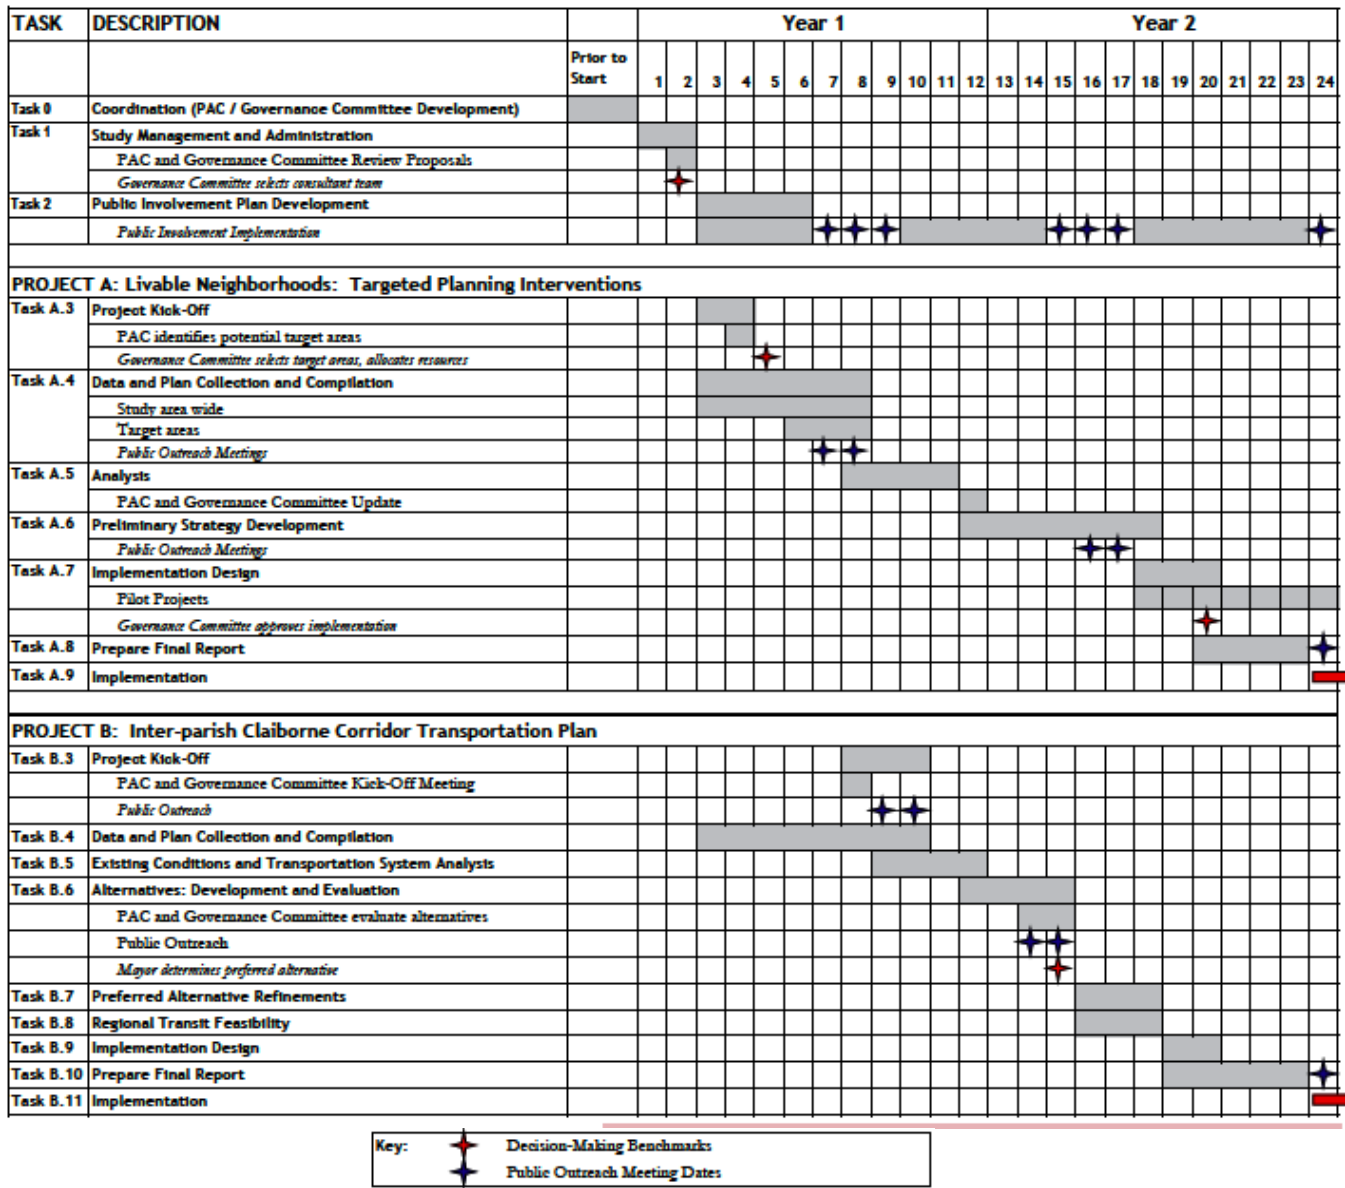 TASK DESCRIPTION Year 1 Year 2
Prior to
Start 1 2 3 4 5 6 7 8 9 10 11 12 13 14 15 16 17 18 19 20 21 22 23 24
Task 0 Coordination (PAC / Governance Committee Development)
Task 1 Study Management and Administration
PAC and Governance Committee Review Proposals
Governance Committee selects consultant team
Task 2 Public Involvement Plan Development
Public Involvement Implementation
PROJECT A: Livable Neighborhoods: Targeted Planning Interventions
Task A.3 Project Kick-Off
PAC identifies potential target areas
Governance Committee selects target areas, allocates resources
Task A.4 Data and Plan Collection and Compilation
Study area wide
Target areas
Public Outreach Meetings
Task A.5 Analysis
PAC and Governance Committee Update
Task A.6 Preliminary Strategy Development
Public Outreach Meetings
Task A.7 Implementation Design
Pilot Projects
Governance Committee approves implementation
Task A.8 Prepare Final Report
Task A.9 Implementation
PROJECT B: Inter-parish Claiborne Corridor Transportation Plan
Task B.3 Project Kick-Off
PAC and Governance Committee Kick-Off Meeting
Public Outreach
Task B.4 Data and Plan Collection and Compilation
Task B.5 Existing Conditions and Transportation System Analysis
Task B.6 Alternatives: Development and Evaluation
PAC and Governance Committee evaluate alternatives
Public Outreach
Mayor determines preferred alternative
Task B.7 Preferred Alternative Refinements
Task B.8 Regional Transit Feasibility
Task B.9 Implementation Design
Task B.10 Prepare Final Report
Task B.11 Implementation
Key: Decision-Making Benchmarks
Public Outreach Meeting Dates